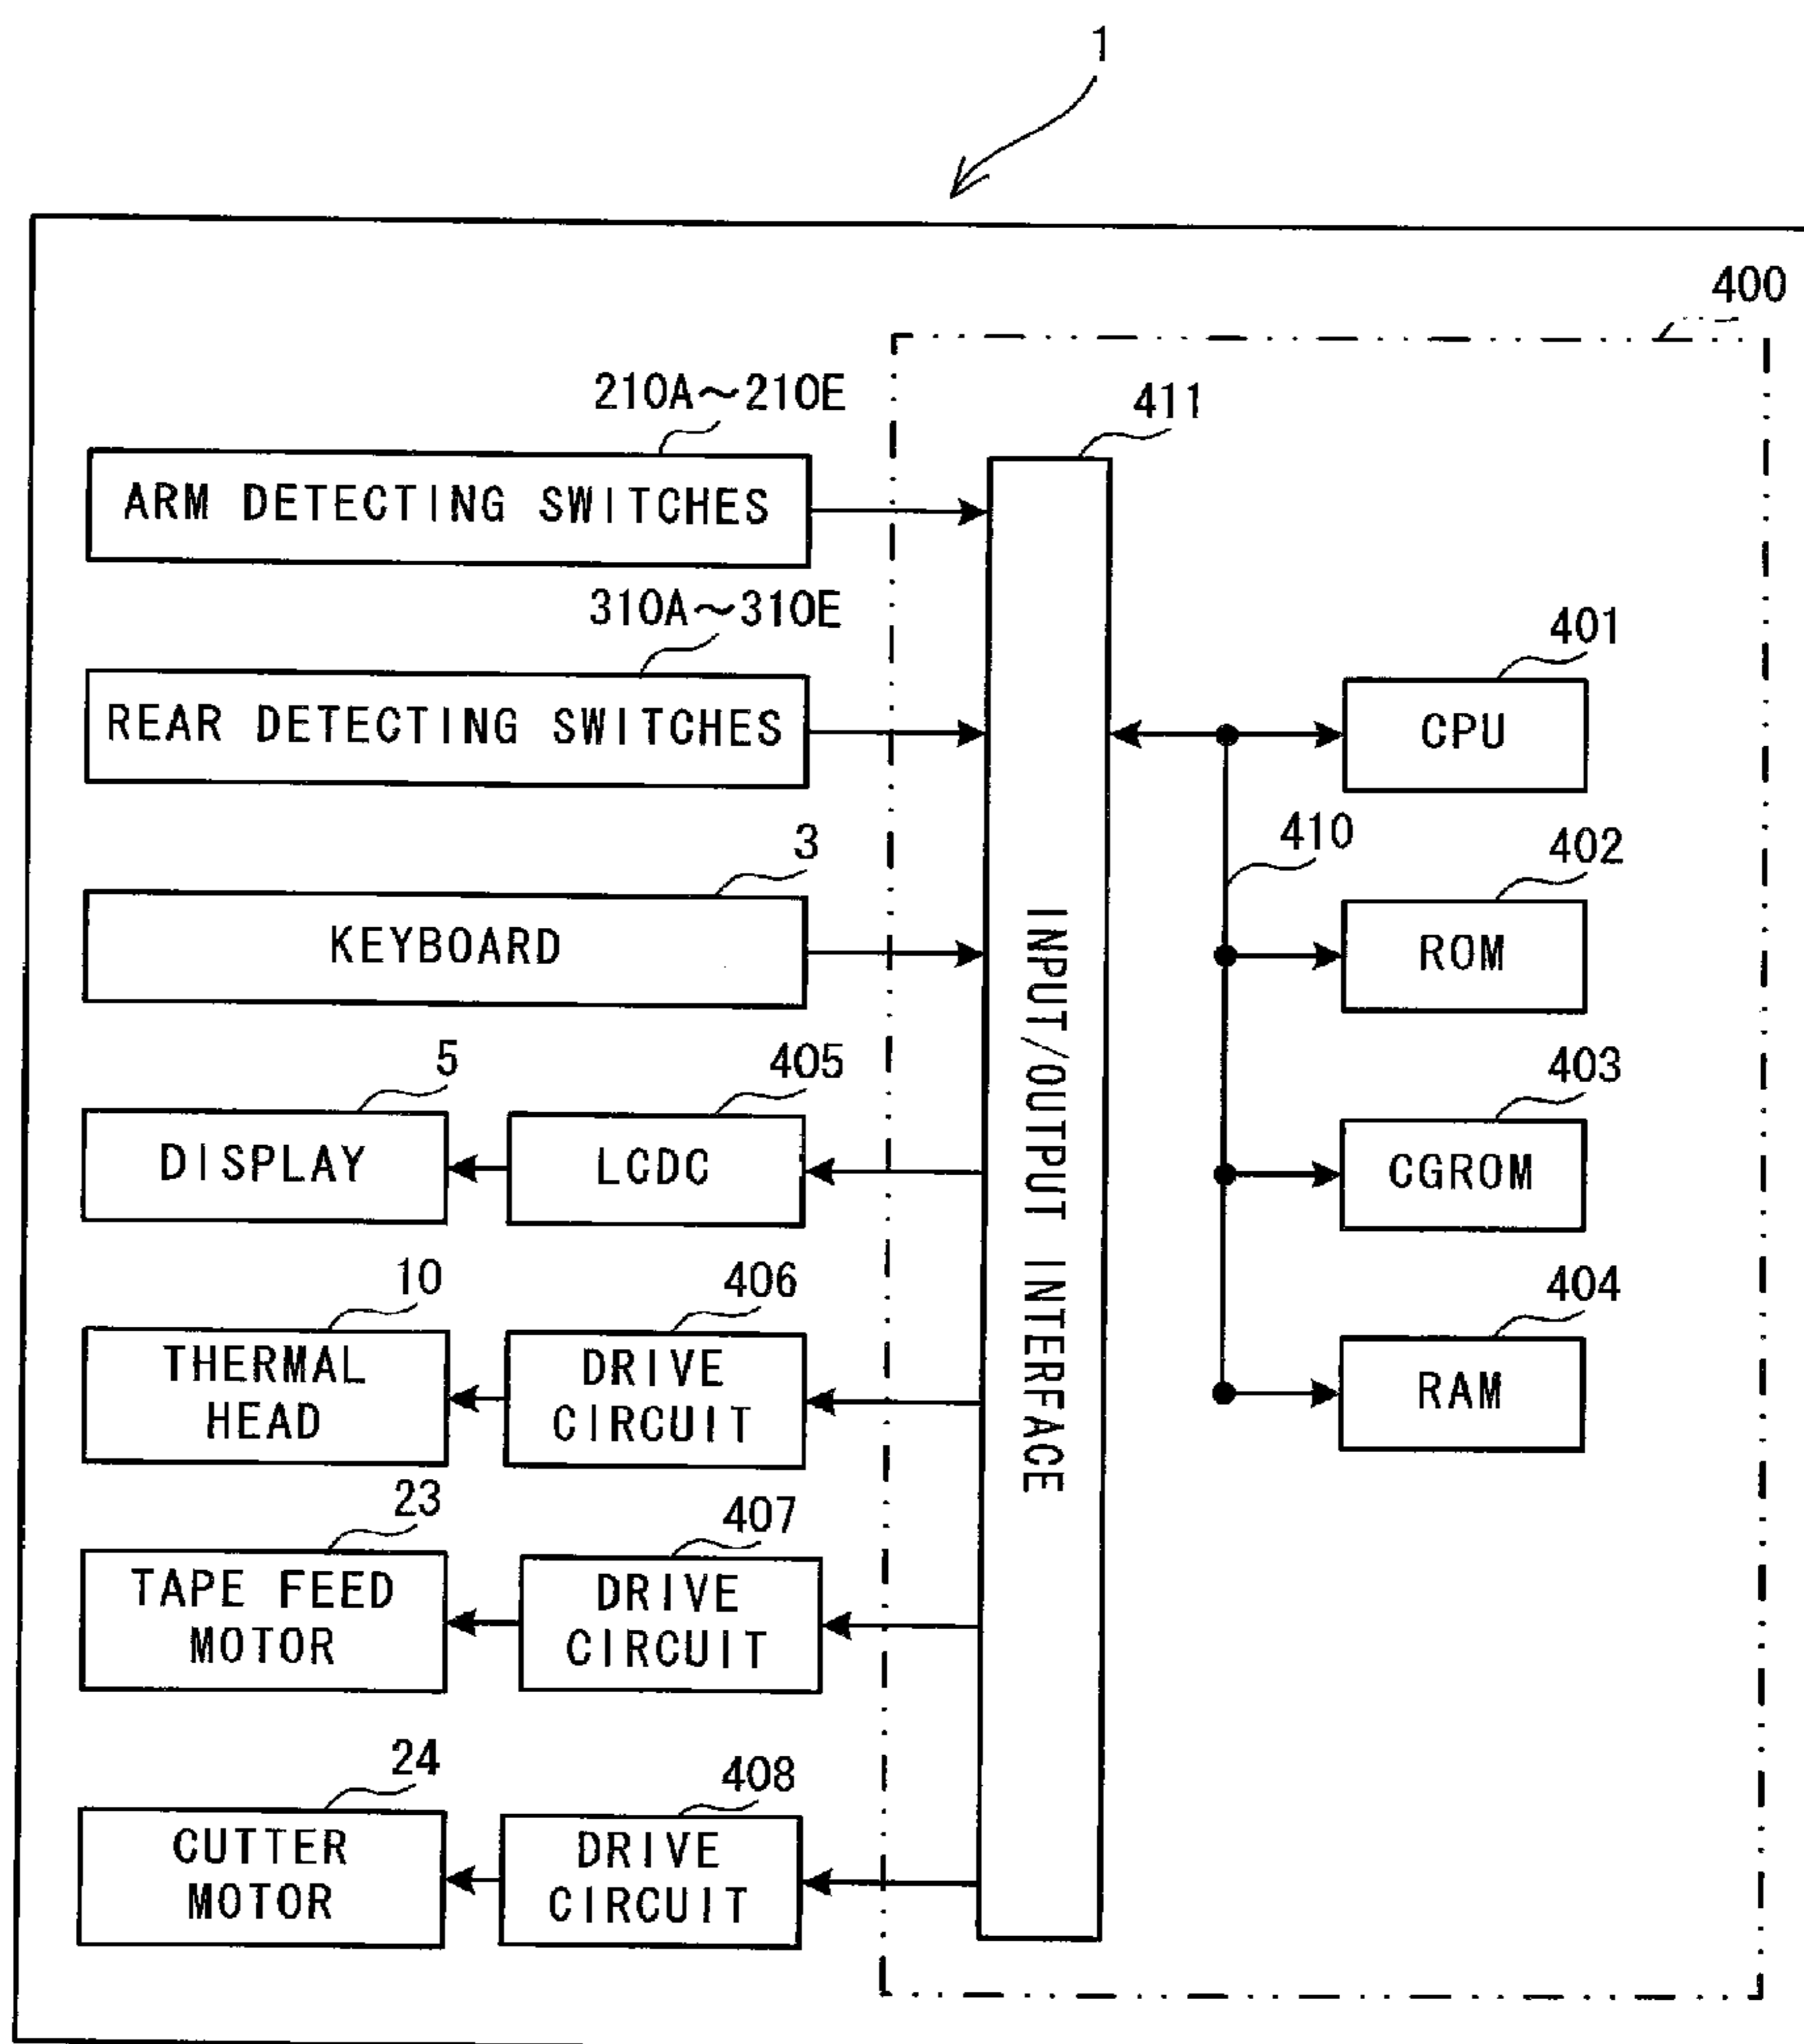 1
400
210A～210E
411
ARM DETECTING SWITCHES
310A～310E
401
REAR DETECTING SWITCHES
CPU
3
410
402
KEYBOARD
INPUT/OUTPUT INTERFACE
ROM
5
405
403
DISPLAY
LCDC
CGROM
10
406
404
THERMAL
HEAD
DRIVE
CIRCUIT
RAM
23
407
TAPE FEED
MOTOR
DRIVE
CIRCUIT
24
408
CUTTER
MOTOR
DRIVE
CIRCUIT